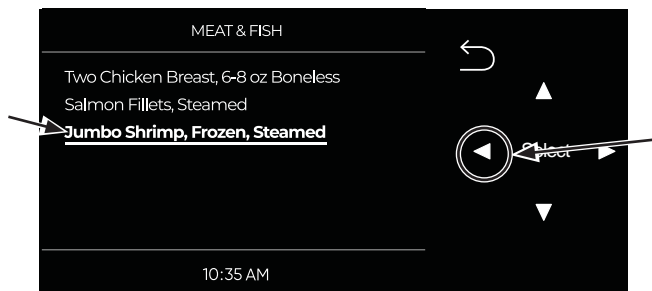 MEAT & FISH
Two Chicken Breast, 6-8 oz Boneless
Salmon Fillets, Steamed
Jumbo Shrimp, Frozen, Steamed
Select
10:35 AM